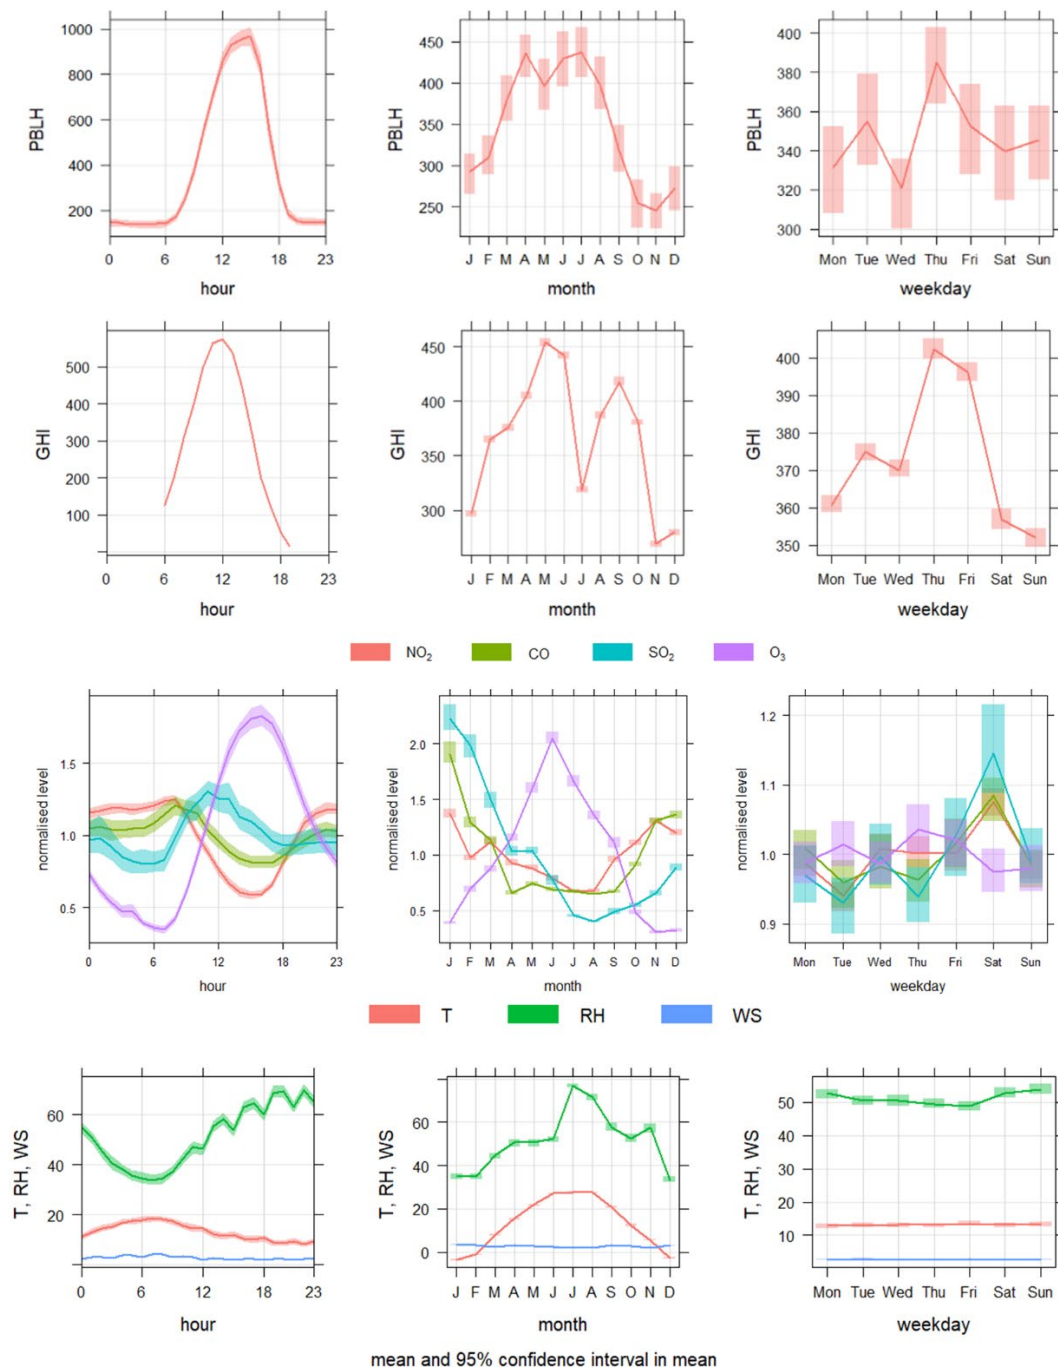 PBLH
1000
800
600
400
200
0 6 12 18 23
hour
PBLH
450
400
350
300
250
J F M A M J J A S O N D
month
PBLH
400
380
360
340
320
300
Mon Tue Wed Thu Fri Sat Sun
weekday
GHI
500
400
300
200
100
0 6 12 18 23
hour
GHI
450
400
350
300
J F M A M J J A S O N D
month
GHI
400
390
380
370
360
350
Mon Tue Wed Thu Fri Sat Sun
weekday
NO₂ CO SO₂ O₃
normalised level
1.5
1.0
0.5
0 6 12 18 23
hour
normalised level
2.0
1.5
1.0
0.5
J F M A M J J A S O N D
month
normalised level
1.2
1.1
1.0
0.9
Mon Tue Wed Thu Fri Sat Sun
weekday
T RH WS
T, RH, WS
60
40
20
0 6 12 18 23
hour
T, RH, WS
60
40
20
0
J F M A M J J A S O N D
month
T, RH, WS
50
40
30
20
10
Mon Tue Wed Thu Fri Sat Sun
weekday
mean and 95% confidence interval in mean